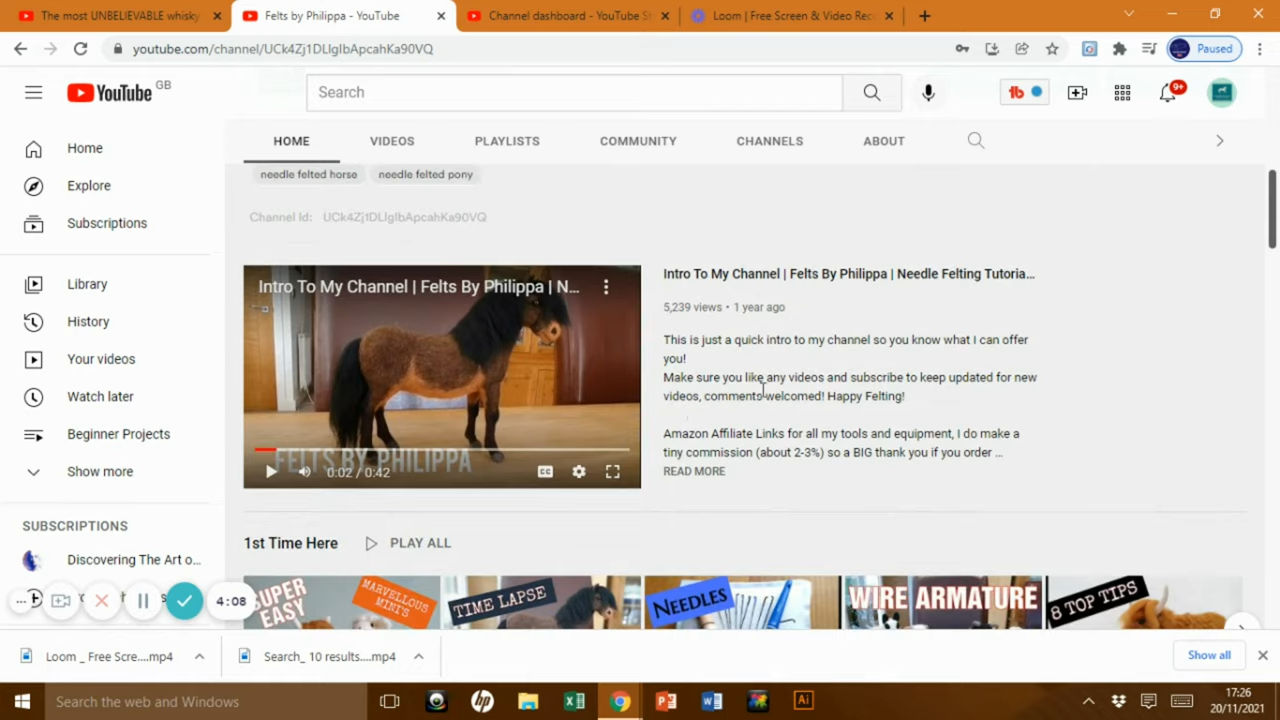 The most UNBELIEVABLE whisky
Felts by Philippa - YouTube
Channel dashboard - YouTube St
Loom | Free Screen & Video Rec
youtube.com/channel/UCk4Zj1DLlgIbApcahKa90VQ
Paused
YouTube GB
Search
9+
HOME
VIDEOS
PLAYLISTS
COMMUNITY
CHANNELS
ABOUT
Home
Explore
Subscriptions
Library
History
Your videos
Watch later
Beginner Projects
Show more
SUBSCRIPTIONS
Discovering The Art o...
needle felted horse
needle felted pony
Channel Id: UCk4Zj1DLlgIbApcahKa90VQ
Intro To My Channel | Felts By Philippa | N...
FELTS BY PHILIPPA
0:02 / 0:42
CC
Intro To My Channel | Felts By Philippa | Needle Felting Tutoria...
5,239 views • 1 year ago
This is just a quick intro to my channel so you know what I can offer
you!
Make sure you like any videos and subscribe to keep updated for new
videos, comments welcomed! Happy Felting!
Amazon Affiliate Links for all my tools and equipment, I do make a
tiny commission (about 2-3%) so a BIG thank you if you order ...
READ MORE
1st Time Here
PLAY ALL
SUPER
EASY
MARVELLOUS
MINI'S
TIME LAPSE
NEEDLES
WIRE ARMATURE
8 TOP TIPS
4:08
Loom _ Free Scre....mp4
Search_ 10 results....mp4
Show all
Search the web and Windows
17:26
20/11/2021